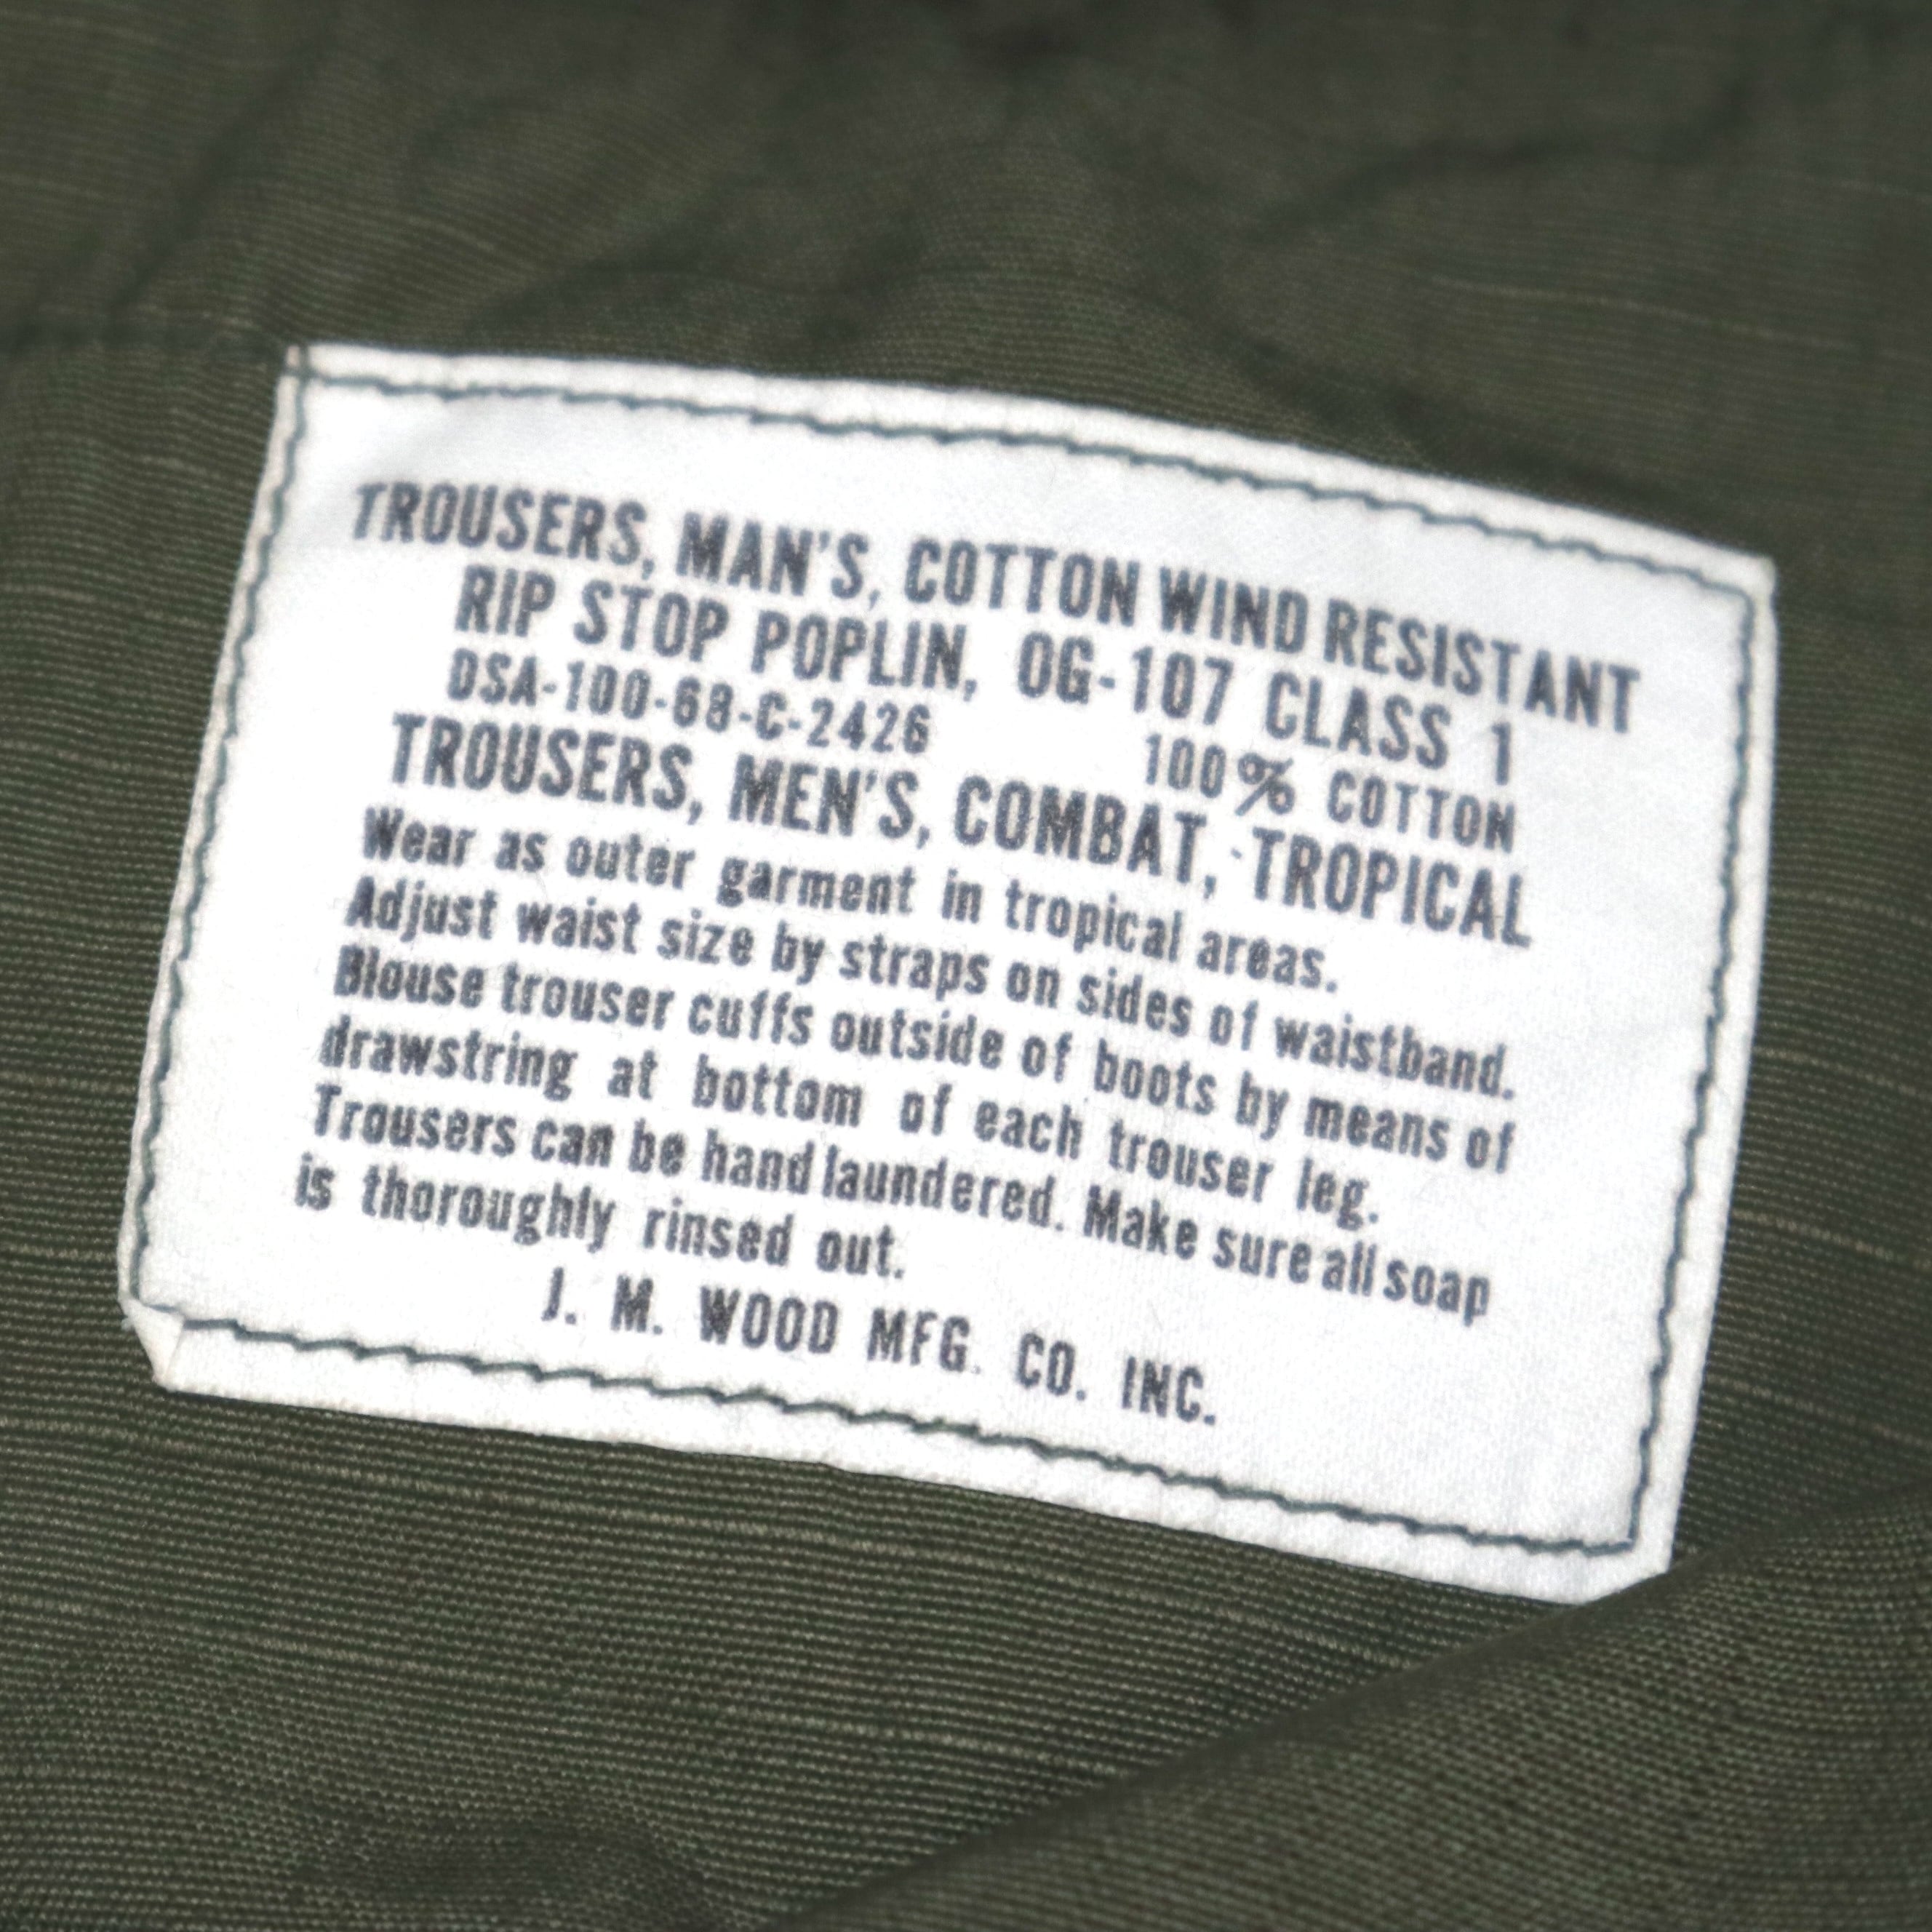 TROUSERS, MAN'S, COTTON WIND RESISTANT
RIP STOP POPLIN, OG-107 CLASS 1
DSA-100-68-C-2426 100% COTTON
TROUSERS, MEN'S, COMBAT, TROPICAL
Wear as outer garment in tropical areas.
Adjust waist size by straps on sides of waistband.
Blouse trouser cuffs outside of boots by means of
drawstring at bottom of each trouser leg.
Trousers can be hand laundered. Make sure all soap
is thoroughly rinsed out.
J. M. WOOD MFG. CO. INC.